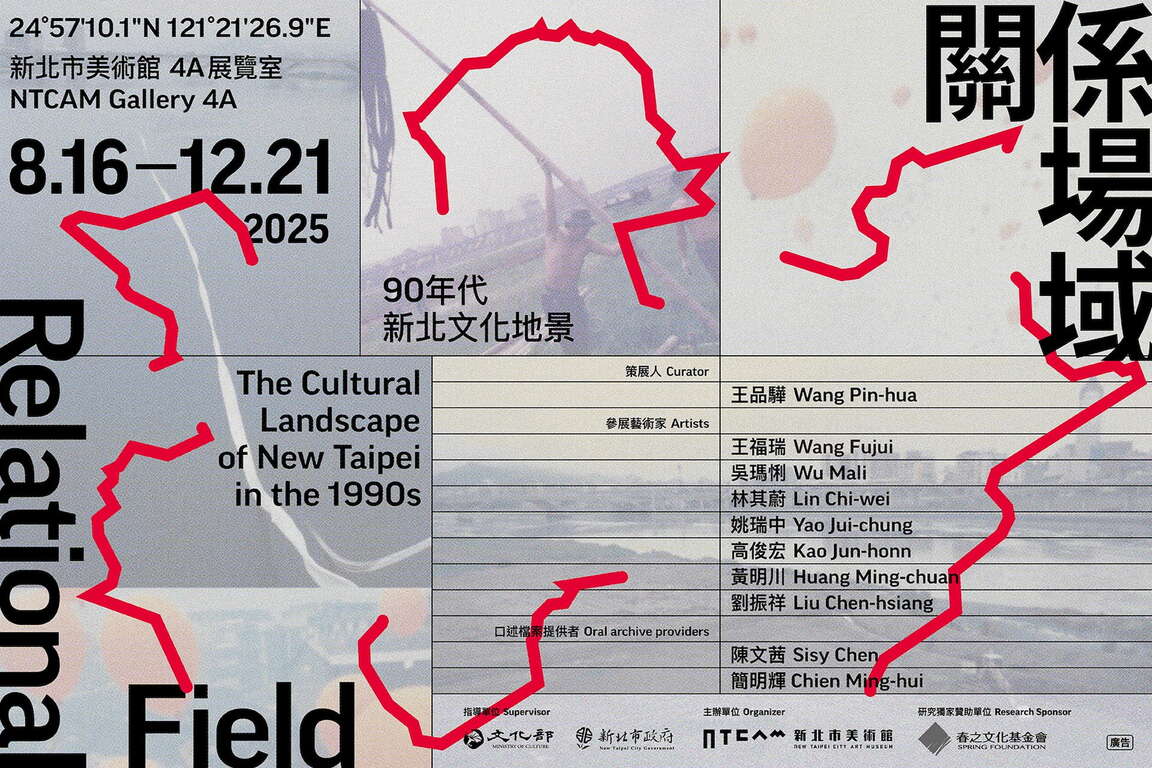 24°57'10.1"N 121°21'26.9"E
新北市美術館 4A展覽室
NTCAM Gallery 4A
8.16—12.21
2025
關係
場
域
90年代
新北文化地景
Relational
Field
The Cultural
Landscape
of New Taipei
in the 1990s
策展人 Curator
王品驊 Wang Pin-hua
參展藝術家 Artists
王福瑞 Wang Fujui
吳瑪悧 Wu Mali
林其蔚 Lin Chi-wei
姚瑞中 Yao Jui-chung
高俊宏 Kao Jun-honn
黃明川 Huang Ming-chuan
劉振祥 Liu Chen-hsiang
口述檔案提供者 Oral archive providers
陳文茜 Sisy Chen
簡明輝 Chien Ming-hui
指導單位 Supervisor
文化部
MINISTRY OF CULTURE
新北市政府
New Taipei City Government
主辦單位 Organizer
NTCAM 新北市美術館
NEW TAIPEI CITY ART MUSEUM
研究獨家贊助單位 Research Sponsor
春之文化基金會
SPRING FOUNDATION
廣告